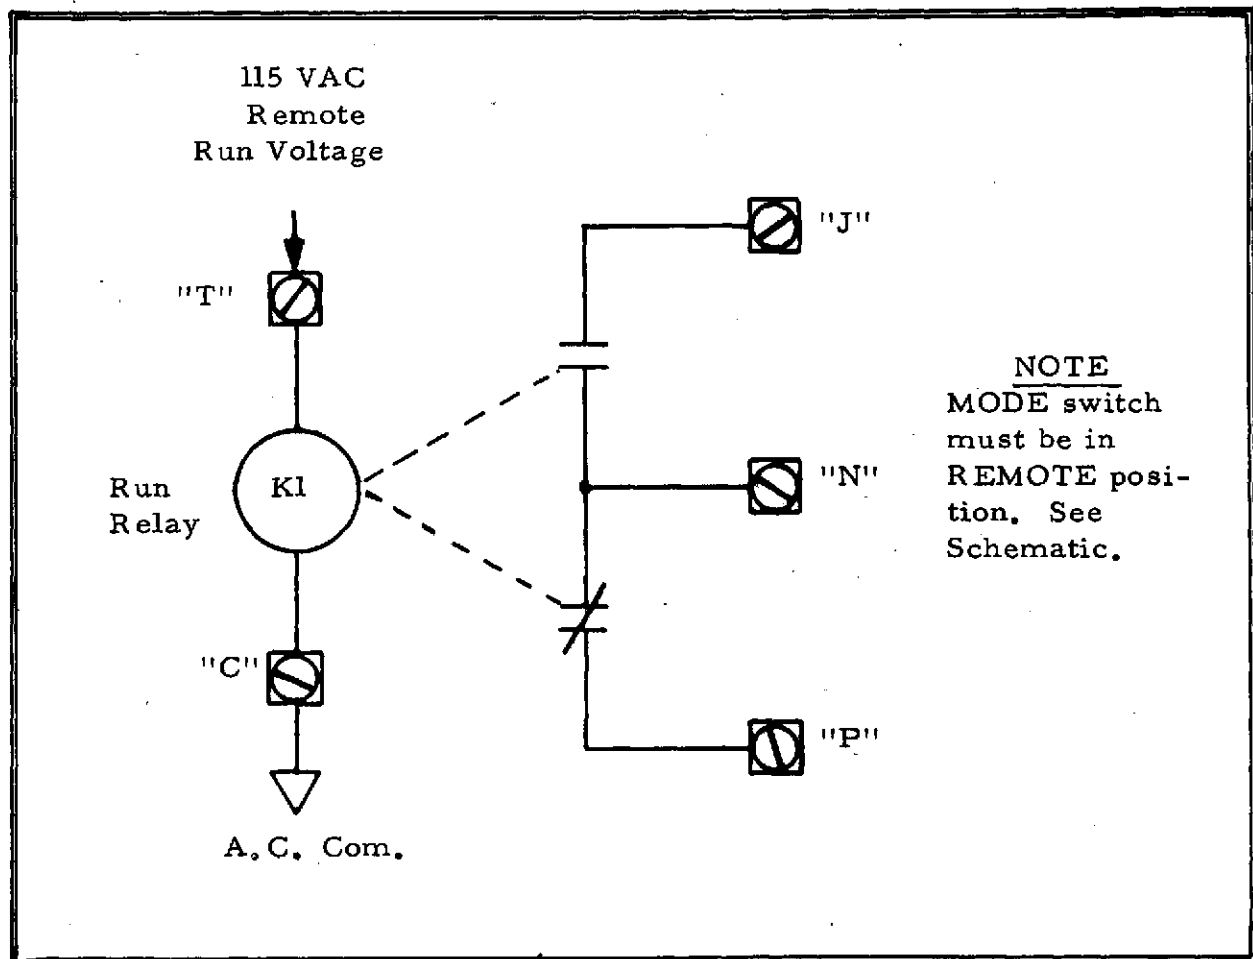 115 VAC
Remote
Run Voltage
"T"
"J"
NOTE
MODE switch
must be in
REMOTE posi-
tion. See
Schematic.
Run
Relay
K1
"N"
"C"
"P"
A.C. Com.